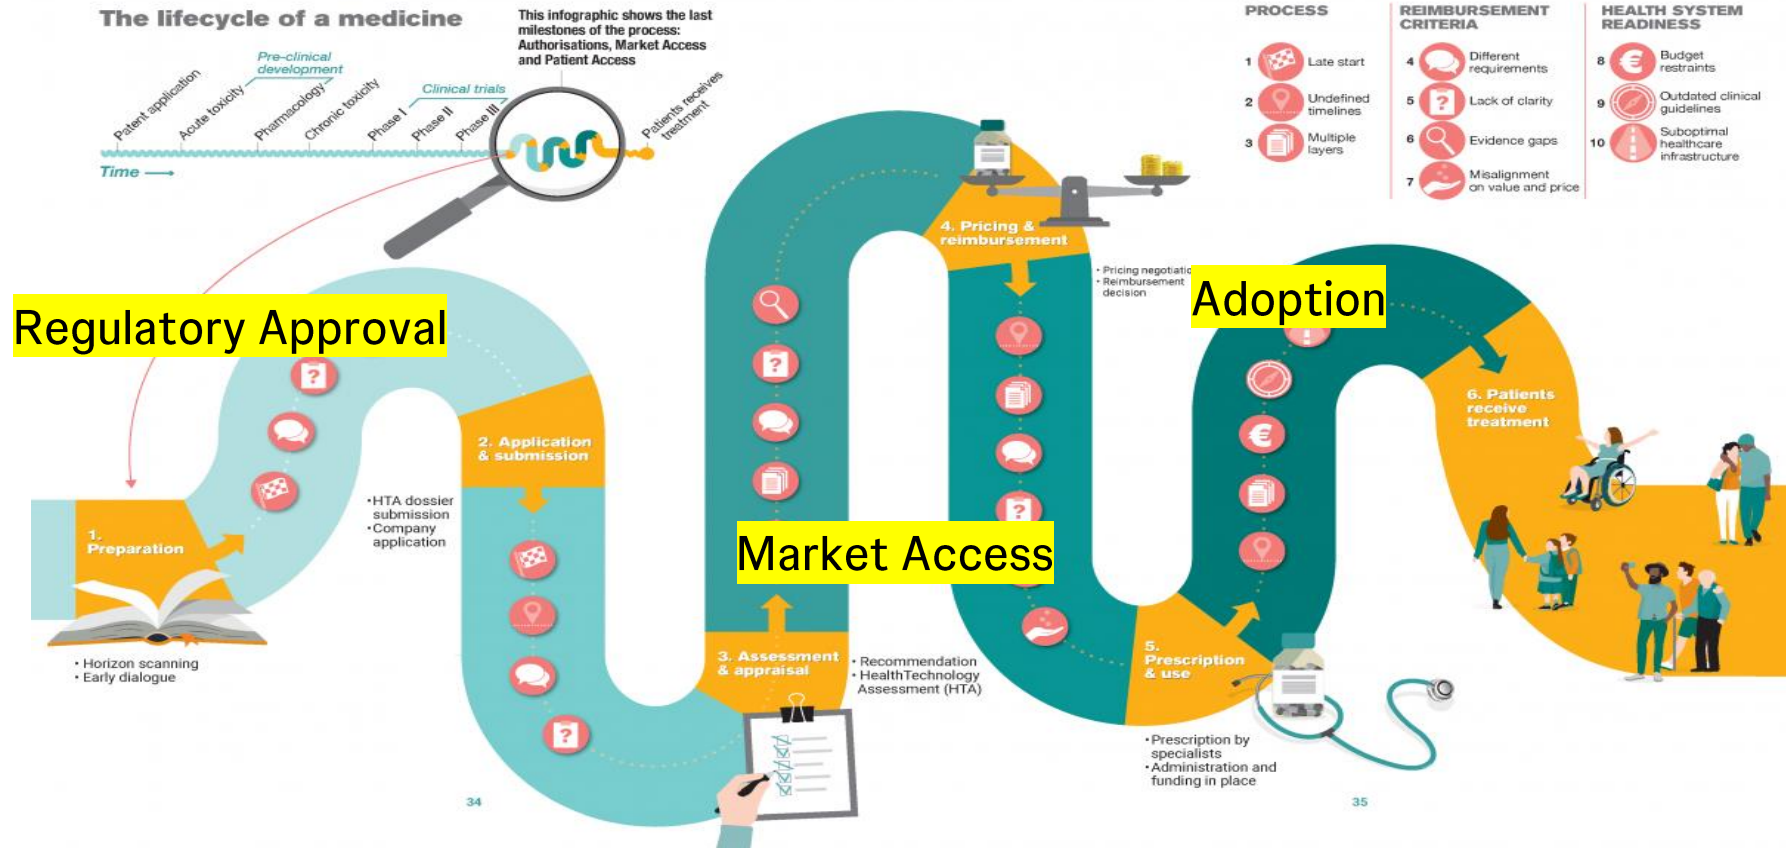 The lifecycle of a medicine
This infographic shows the last
milestones of the process:
Authorisations, Market Access
and Patient Access
Pre-clinical
development
Clinical trials
Patent application
Acute toxicity
Pharmacology
Chronic toxicity
Phase I
Phase II
Phase III
Patients receives
treatment
Time
PROCESS
1 Late start
2 Undefined
timelines
3 Multiple
layers
REIMBURSEMENT
CRITERIA
4 Different
requirements
5 Lack of clarity
6 Evidence gaps
7 Misalignment
on value and price
HEALTH SYSTEM
READINESS
8 Budget
restraints
9 Outdated clinical
guidelines
10 Suboptimal
healthcare
infrastructure
Regulatory Approval
1.
Preparation
• Horizon scanning
• Early dialogue
2. Application
& submission
•HTA dossier
submission
•Company
application
Market Access
3. Assessment
& appraisal
• Recommendation
• HealthTechnology
Assessment (HTA)
4. Pricing &
reimbursement
• Pricing negotiatio
• Reimbursement
decision
Adoption
5.
Prescription
& use
•Prescription by
specialists
•Administration and
funding in place
6. Patients
receive
treatment
34
35